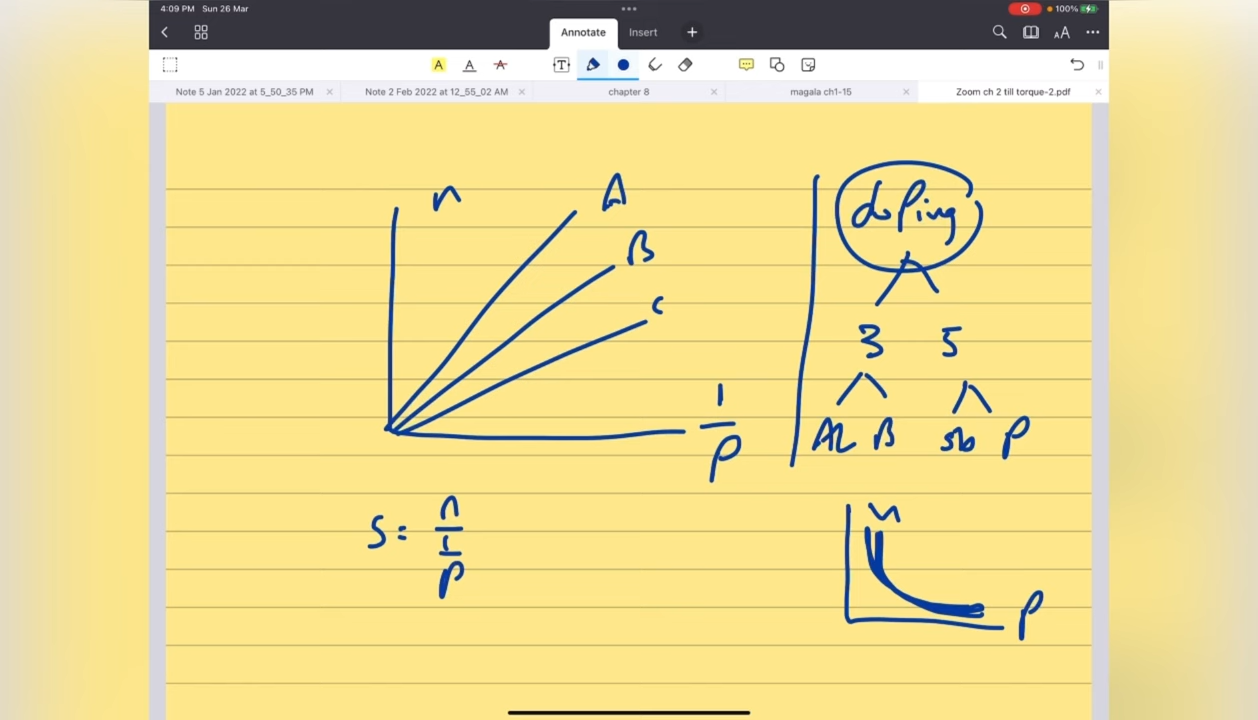 4:09 PM Sun 26 Mar
100%
Annotate Insert +
AA
A A A T
Note 5 Jan 2022 at 5_50_35 PM × Note 2 Feb 2022 at 12_55_02 AM × chapter 8 × magala ch1-15 × Zoom ch 2 till torque-2.pdf ×
n
A
B
C
1
P
S = n
1
P
doping
3 5
AL B Sb P
n
P